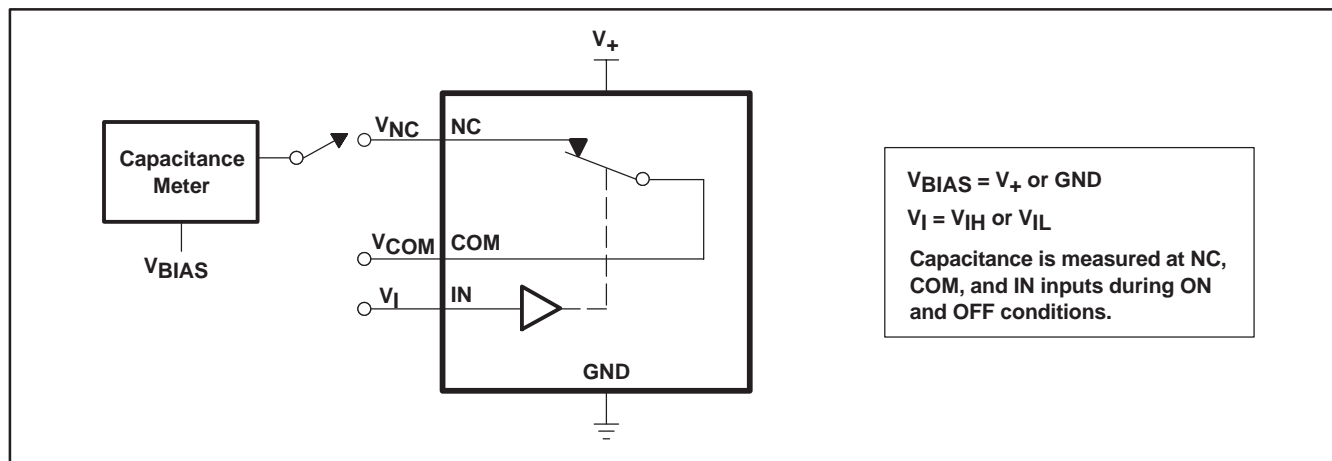 V+
Capacitance
Meter
VBIAS
VNC
NC
VCOM
COM
VI
IN
GND
VBIAS = V+ or GND
VI = VIH or VIL
Capacitance is measured at NC,
COM, and IN inputs during ON
and OFF conditions.